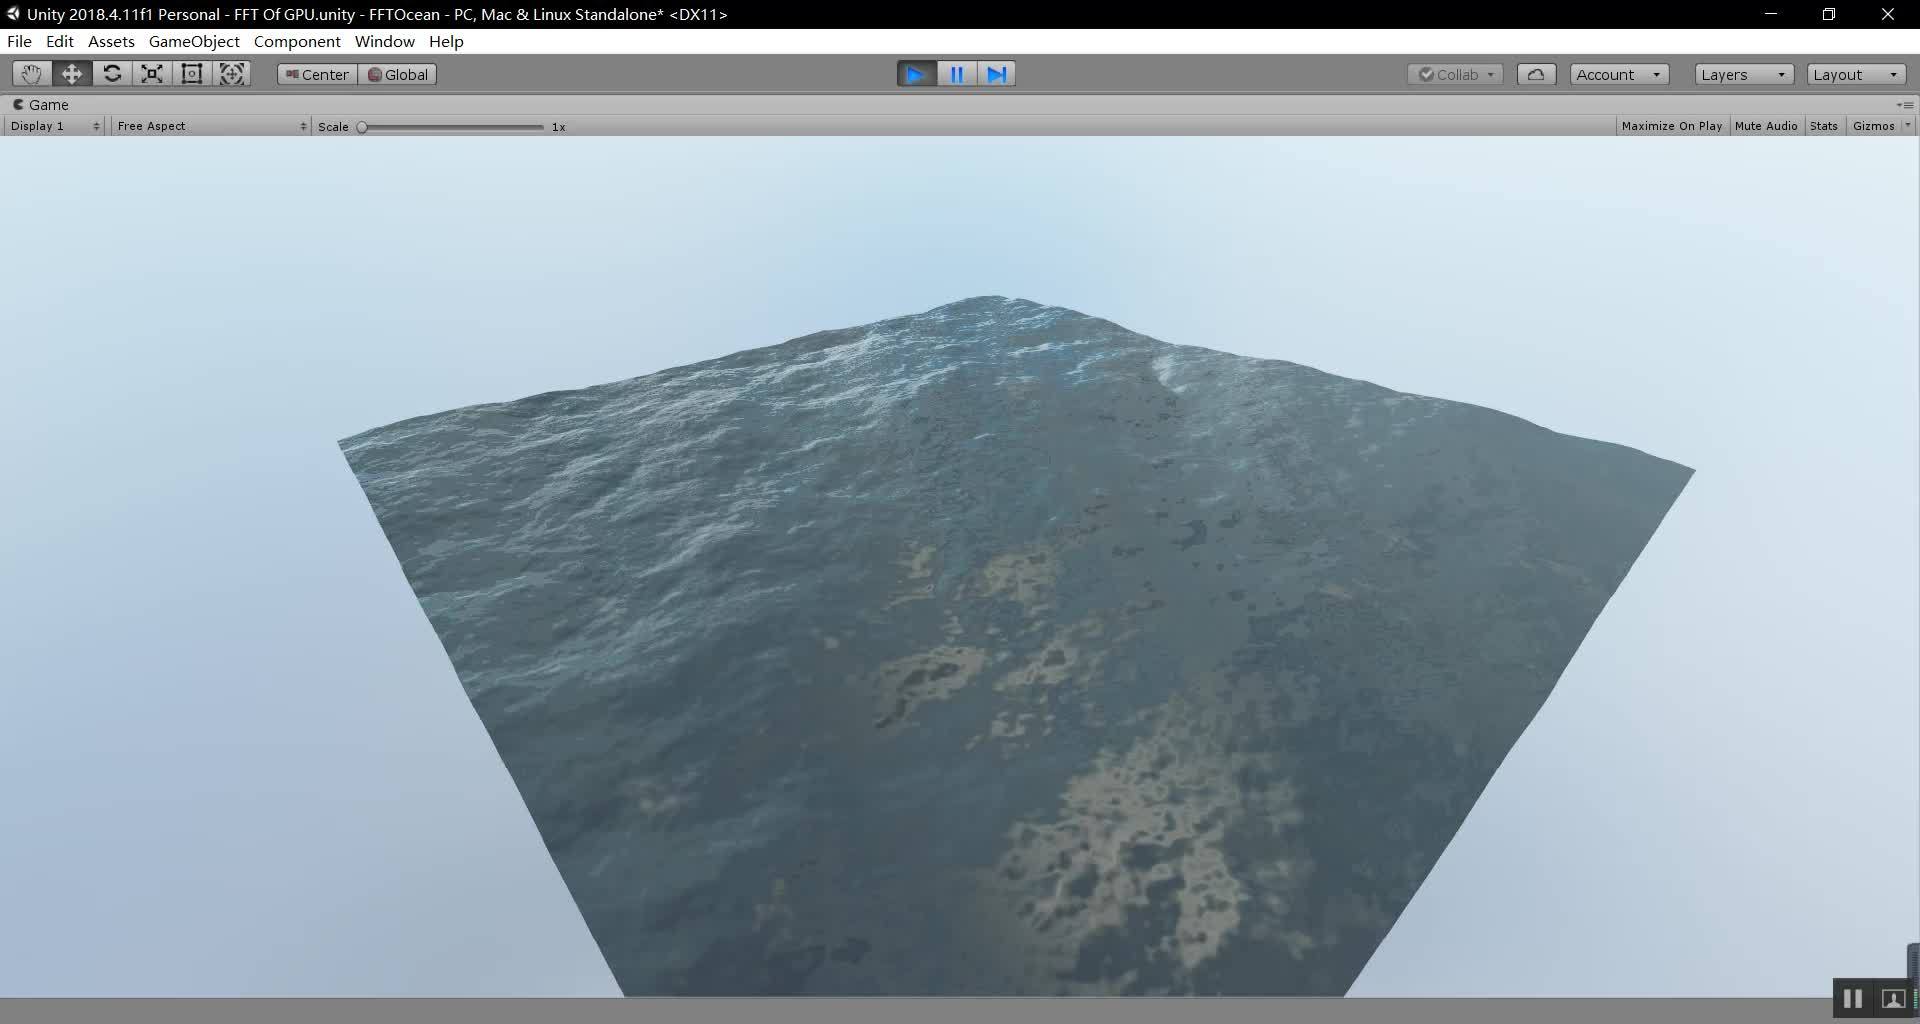 Unity 2018.4.11f1 Personal - FFT Of GPU.unity - FFTOcean - PC, Mac & Linux Standalone* <DX11>
File Edit Assets GameObject Component Window Help
Center Global Collab Account Layers Layout
Game
Display 1 Free Aspect Scale 1x Maximize On Play Mute Audio Stats Gizmos